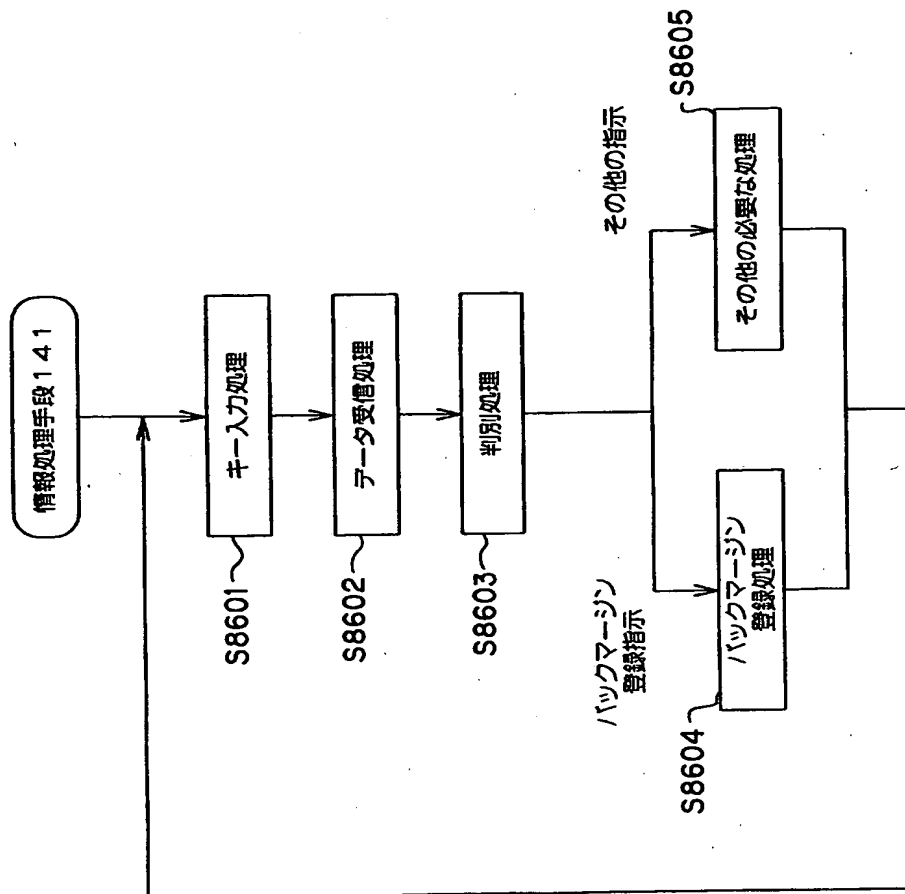 情報処理手段141
キー入力処理
S8601
データ受信処理
S8602
判別処理
S8603
バックマージン
登録指示
その他の指示
バックマージン
登録処理
S8604
その他の必要な処理
S8605